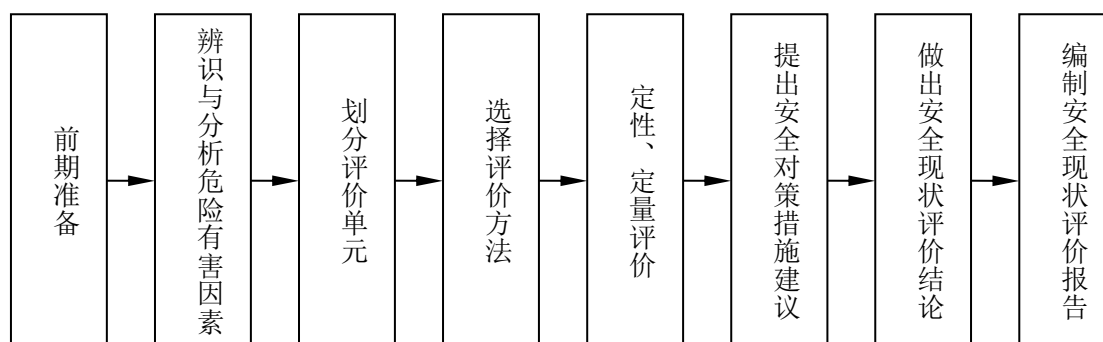 前期准备
辨识与分析危险有害因素
划分评价单元
选择评价方法
定性、定量评价
提出安全对策措施建议
做出安全现状评价结论
编制安全现状评价报告